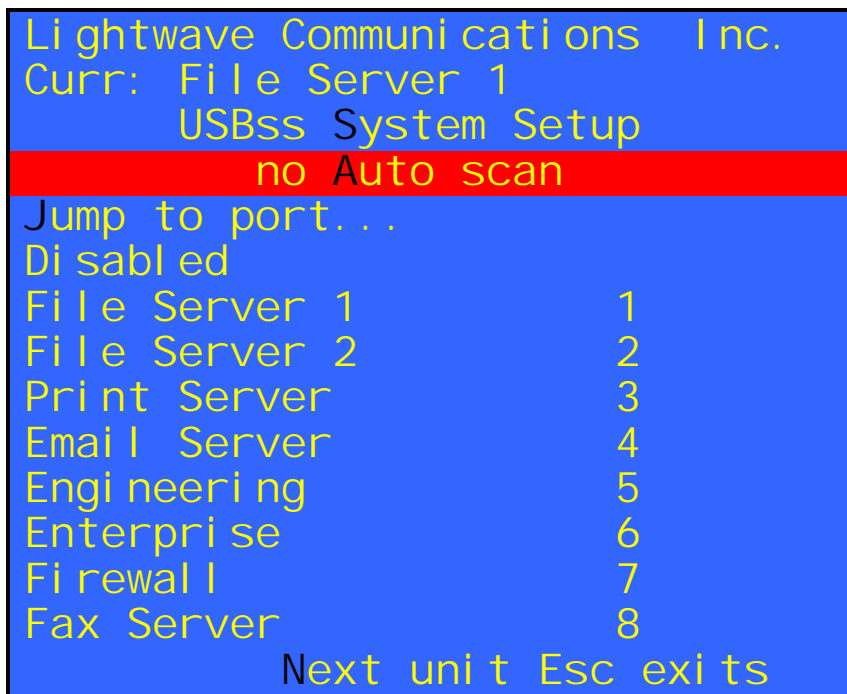 Lightwave Communications Inc.
Curr: File Server 1
USBss System Setup
no Auto scan
Jump to port...
Disabled
File Server 1 1
File Server 2 2
Print Server 3
Email Server 4
Engineering 5
Enterprise 6
Firewall 7
Fax Server 8
Next unit Esc exits